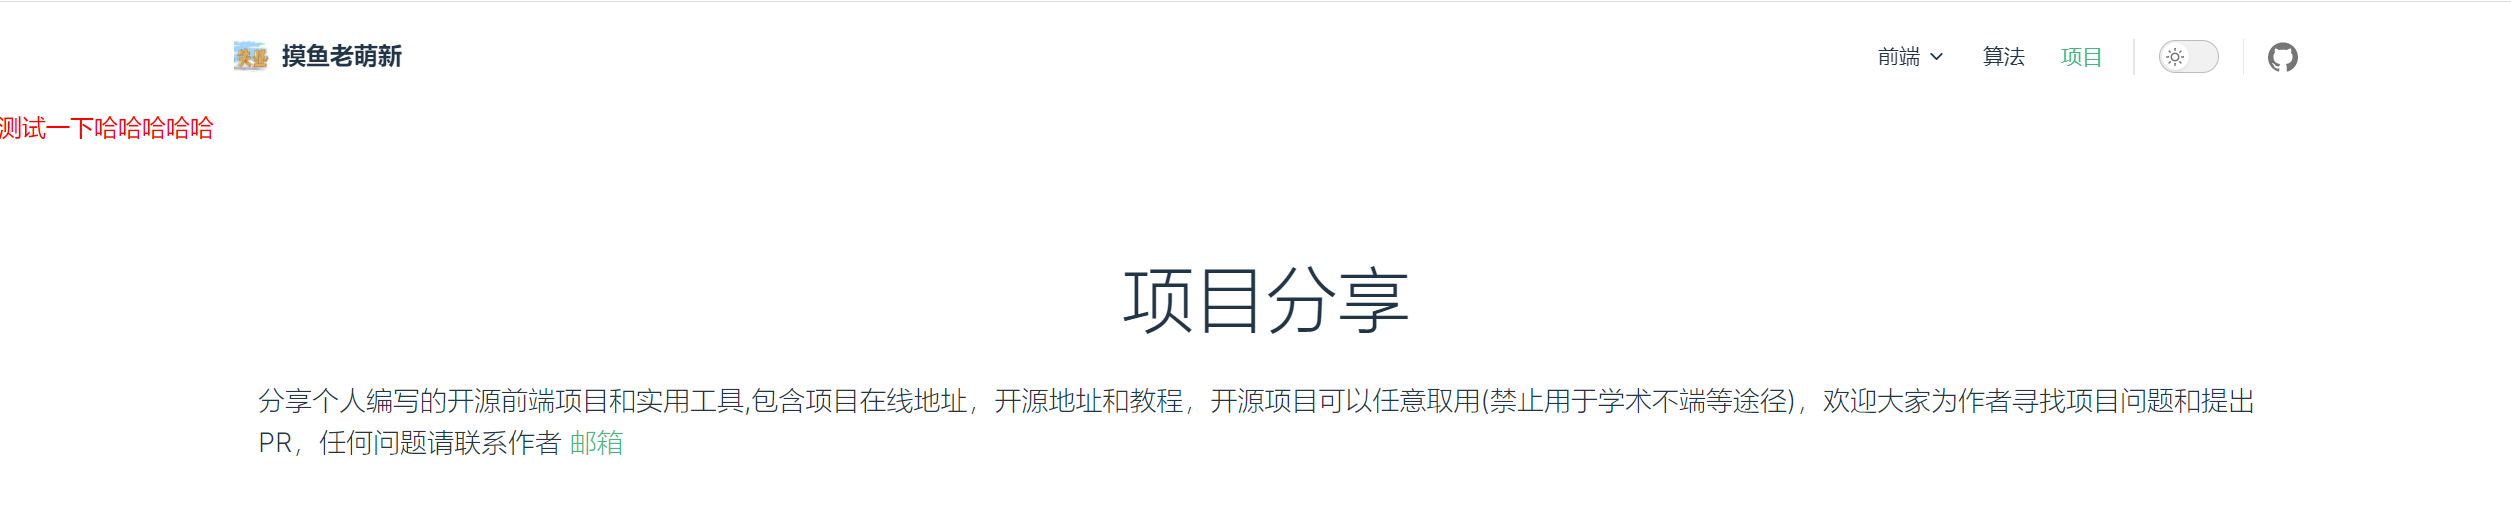 摸鱼老萌新
前端 算法 项目
测试一下哈哈哈哈哈
项目分享
分享个人编写的开源前端项目和实用工具,包含项目在线地址，开源地址和教程，开源项目可以任意取用(禁止用于学术不端等途径)，欢迎大家为作者寻找项目问题和提出
PR，任何问题请联系作者 邮箱